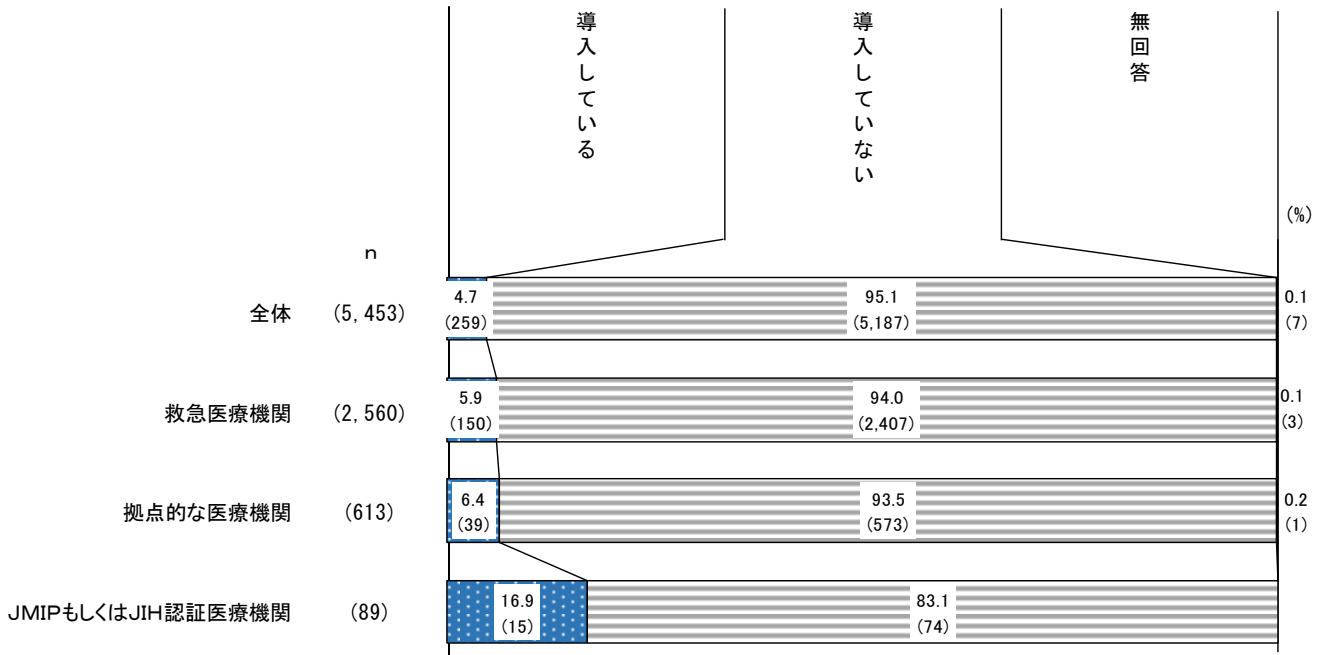 導入している
導入していない
無回答
(%)
n
全体 (5,453) 4.7 95.1 0.1
(259) (5,187) (7)
救急医療機関 (2,560) 5.9 94.0 0.1
(150) (2,407) (3)
拠点的な医療機関 (613) 6.4 93.5 0.2
(39) (573) (1)
JMIPもしくはJIH認証医療機関 (89) 16.9 83.1
(15) (74)